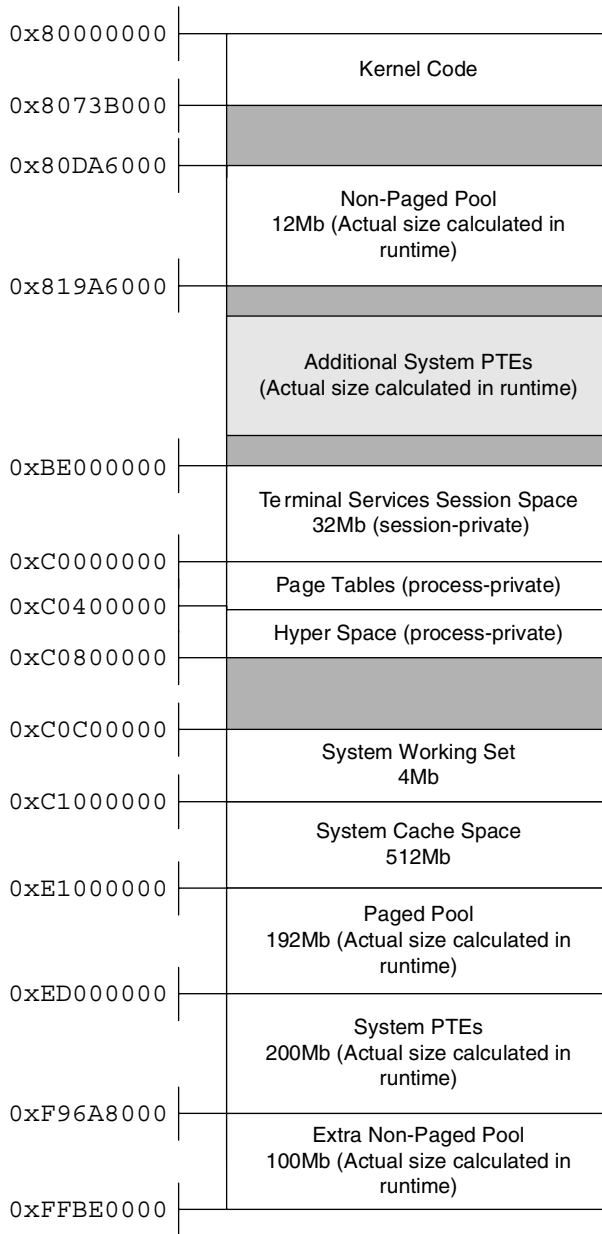 0x80000000
Kernel Code
0x8073B000
0x80DA6000
Non-Paged Pool
12Mb (Actual size calculated in
runtime)
0x819A6000
Additional System PTEs
(Actual size calculated in runtime)
0xBE000000
Terminal Services Session Space
32Mb (session-private)
0xC0000000
Page Tables (process-private)
0xC0400000
Hyper Space (process-private)
0xC0800000
0xC0C00000
System Working Set
4Mb
0xC1000000
System Cache Space
512Mb
0xE1000000
Paged Pool
192Mb (Actual size calculated in
runtime)
0xED000000
System PTEs
200Mb (Actual size calculated in
runtime)
0xF96A8000
Extra Non-Paged Pool
100Mb (Actual size calculated in
runtime)
0xFFBE0000